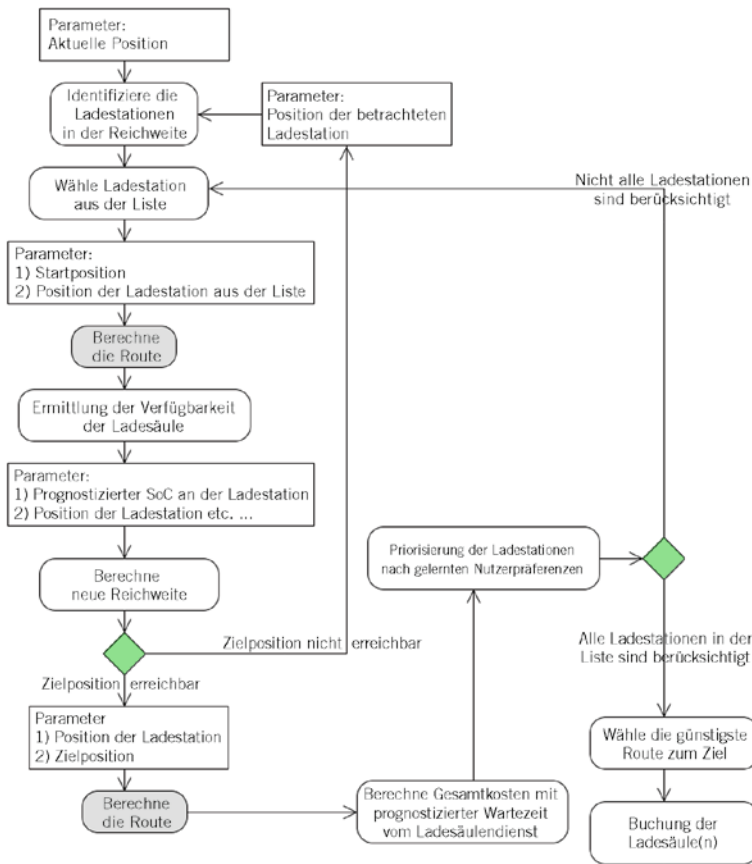 Parameter:
Aktuelle Position
Identifiziere die
Ladestationen
in der Reichweite
Parameter:
Position der betrachteten
Ladestation
Wähle Ladestation
aus der Liste
Nicht alle Ladestationen
sind berücksichtigt
Parameter:
1) Startposition
2) Position der Ladestation aus der Liste
Berechne
die Route
Ermittlung der Verfügbarkeit
der Ladesäule
Parameter:
1) Prognostizierter SoC an der Ladestation
2) Position der Ladestation etc. ...
Berechne
neue Reichweite
Priorisierung der Ladestationen
nach gelernten Nutzerpräferenzen
Zielposition nicht erreichbar
Zielposition erreichbar
Alle Ladestationen in der
Liste sind berücksichtigt
Parameter
1) Position der Ladestation
2) Zielposition
Wähle die günstigste
Route zum Ziel
Berechne
die Route
Berechne Gesamtkosten mit
prognostizierter Wartezeit
vom Ladesäulendienst
Buchung der
Ladesäule(n)